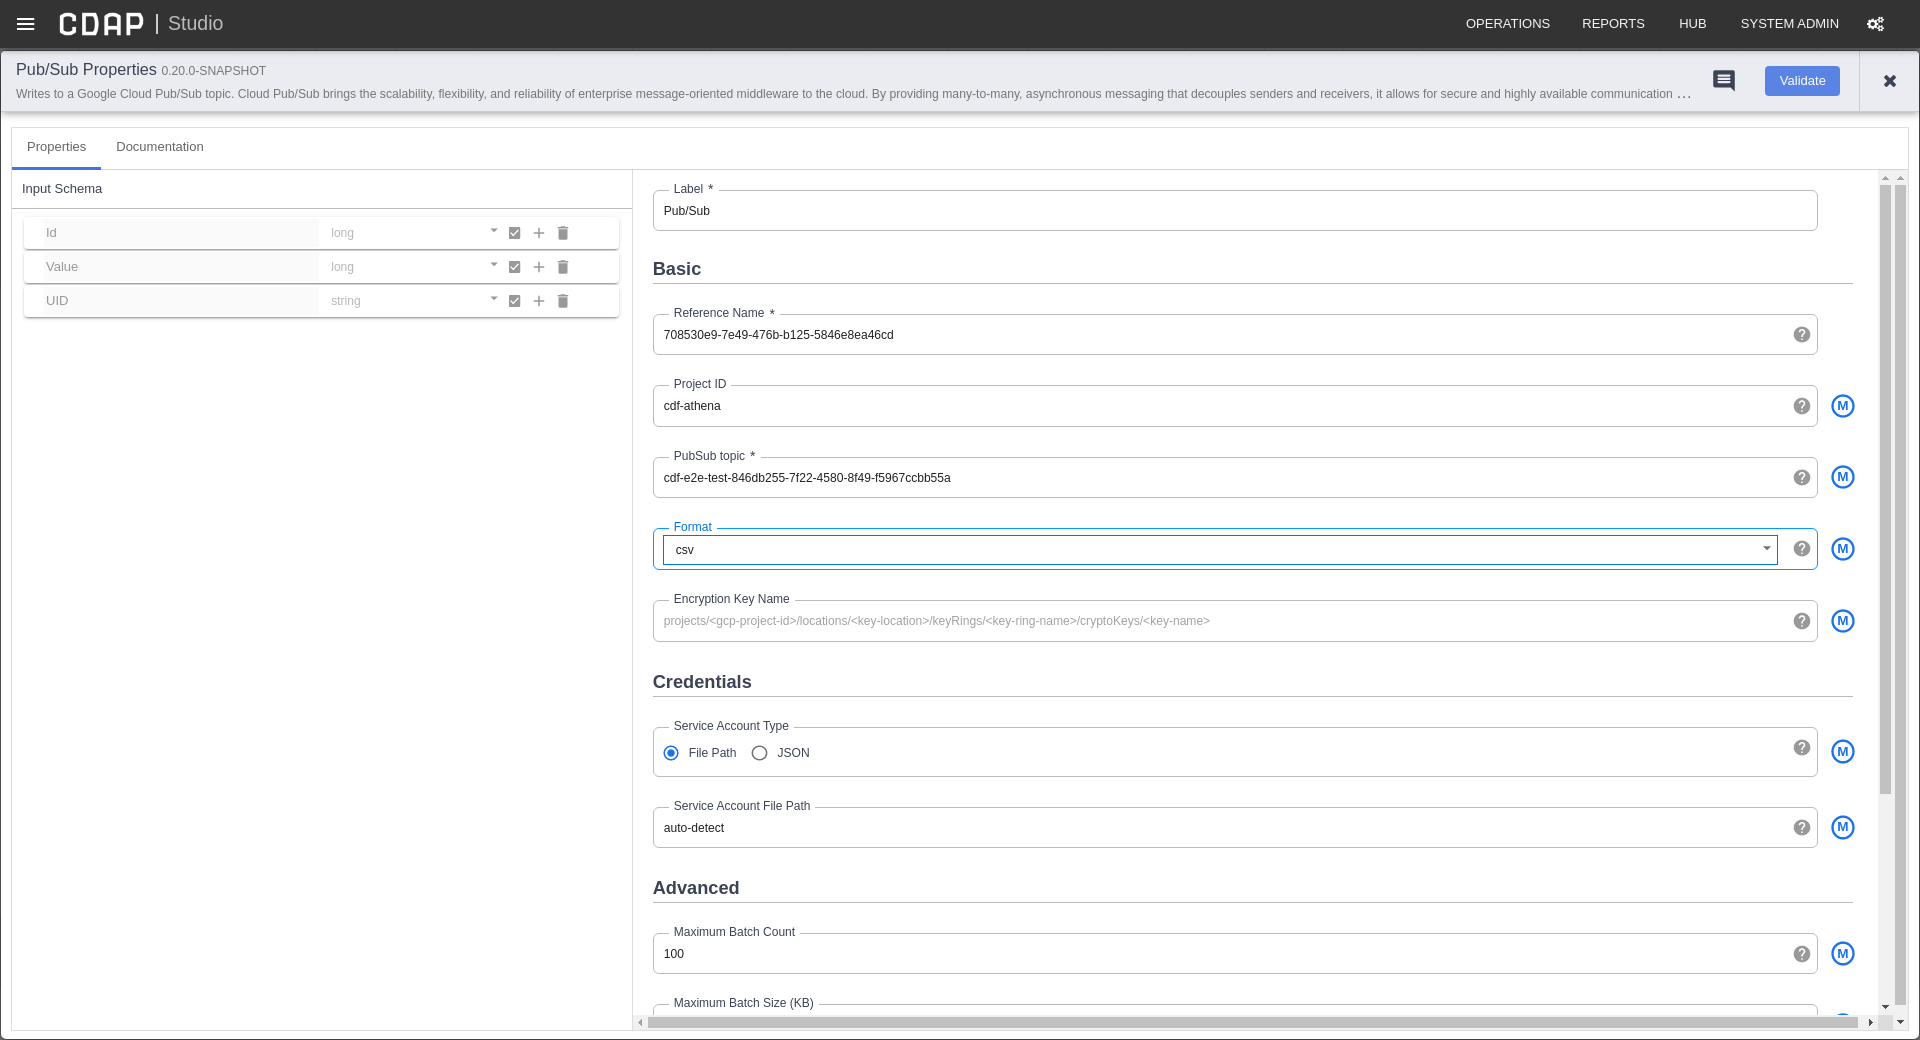 CDAP | Studio
OPERATIONS REPORTS HUB SYSTEM ADMIN
Pub/Sub Properties 0.20.0-SNAPSHOT
Writes to a Google Cloud Pub/Sub topic. Cloud Pub/Sub brings the scalability, flexibility, and reliability of enterprise message-oriented middleware to the cloud. By providing many-to-many, asynchronous messaging that decouples senders and receivers, it allows for secure and highly available communication ...
Validate
Properties Documentation
Input Schema
Id long
Value long
UID string
Label *
Pub/Sub
Basic
Reference Name *
708530e9-7e49-476b-b125-5846e8ea46cd
Project ID
cdf-athena
M
PubSub topic *
cdf-e2e-test-846db255-7f22-4580-8f49-f5967ccbb55a
M
Format
csv
M
Encryption Key Name
projects/<gcp-project-id>/locations/<key-location>/keyRings/<key-ring-name>/cryptoKeys/<key-name>
M
Credentials
Service Account Type
File Path JSON
M
Service Account File Path
auto-detect
M
Advanced
Maximum Batch Count
100
M
Maximum Batch Size (KB)